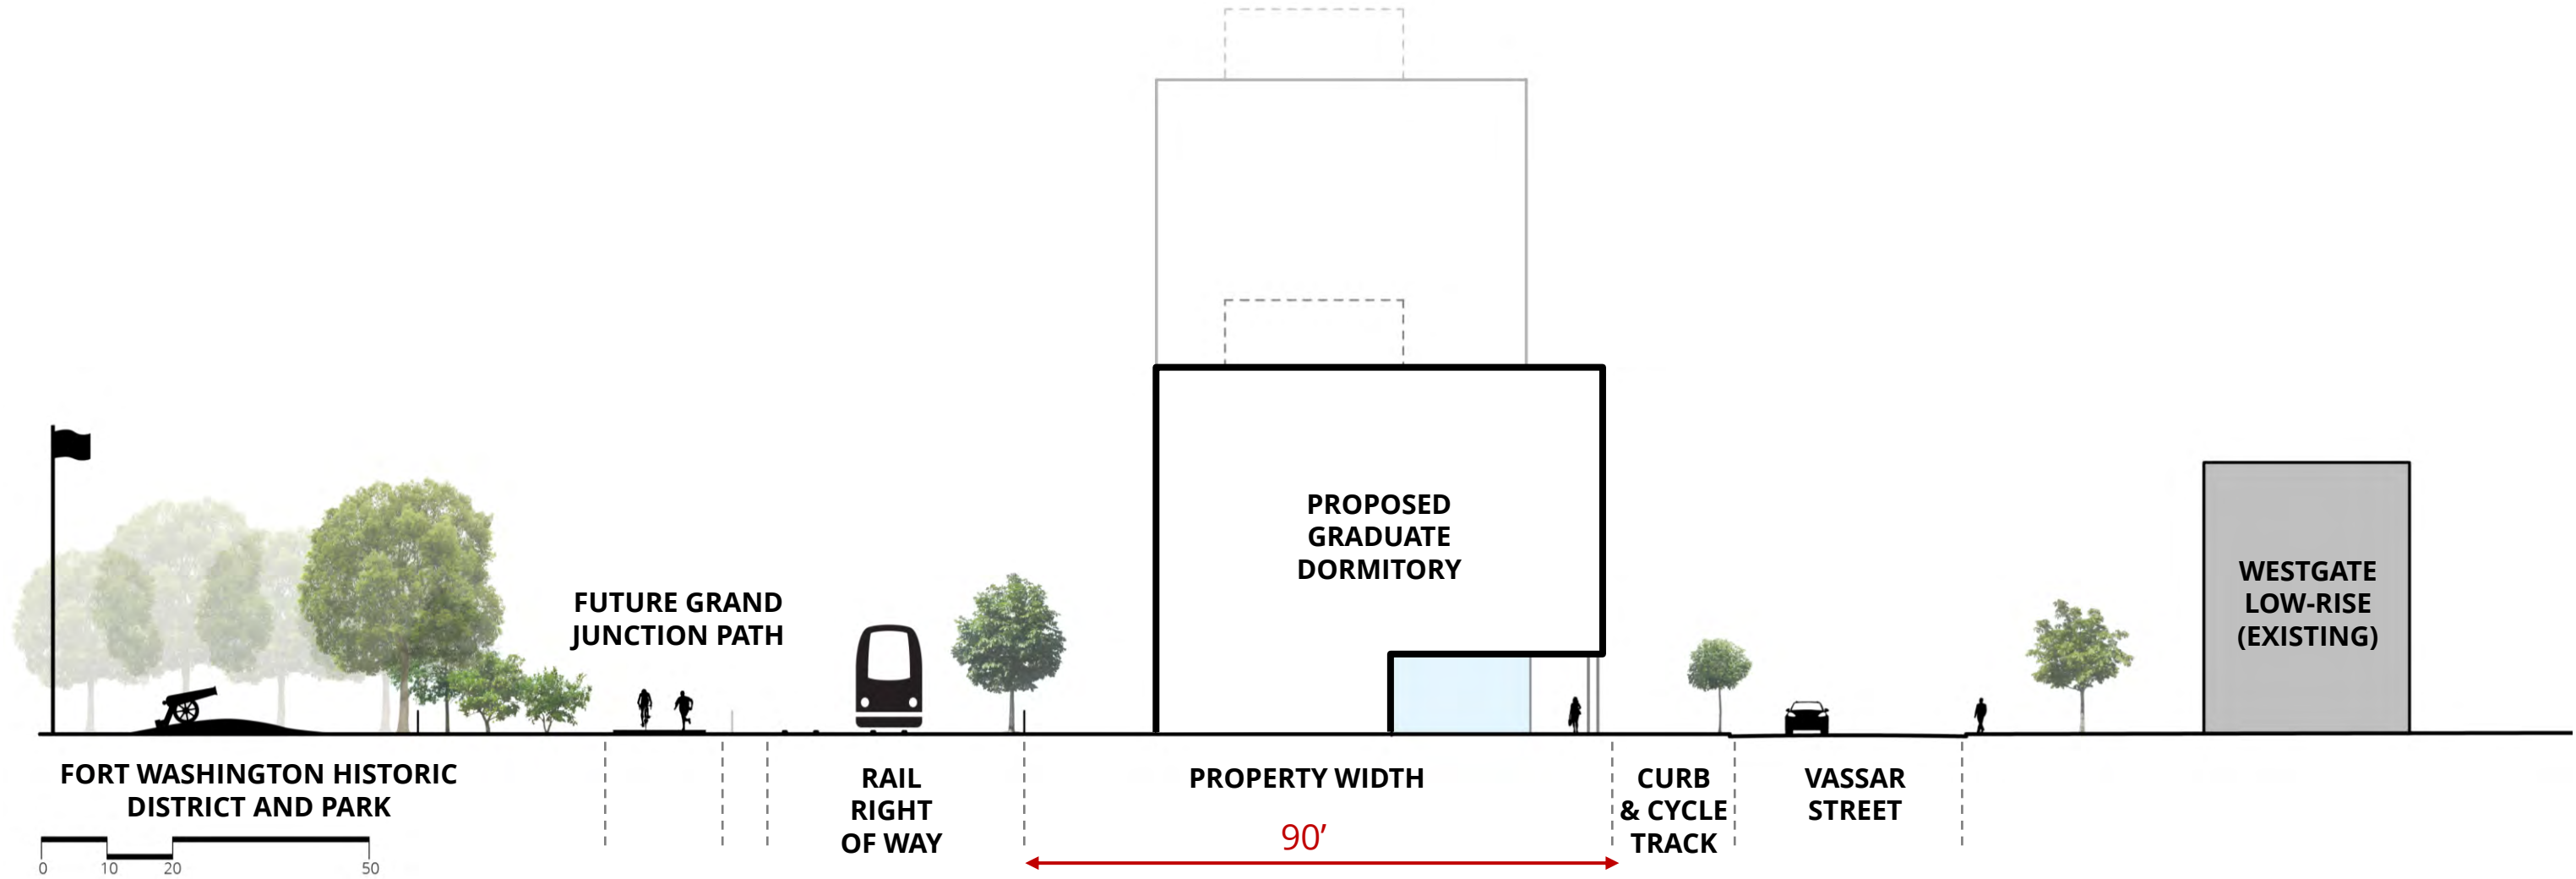 PROPOSED
GRADUATE
DORMITORY
WESTGATE
LOW-RISE
(EXISTING)
FUTURE GRAND
JUNCTION PATH
FORT WASHINGTON HISTORIC
DISTRICT AND PARK
RAIL
RIGHT
OF WAY
PROPERTY WIDTH
90’
CURB
& CYCLE
TRACK
VASSAR
STREET
0 10 20 50